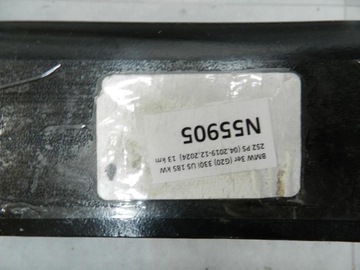 BMW 3er (G20) 330i US 185 kW
252 PS (04.2019-12.2024) 13 km
N55905